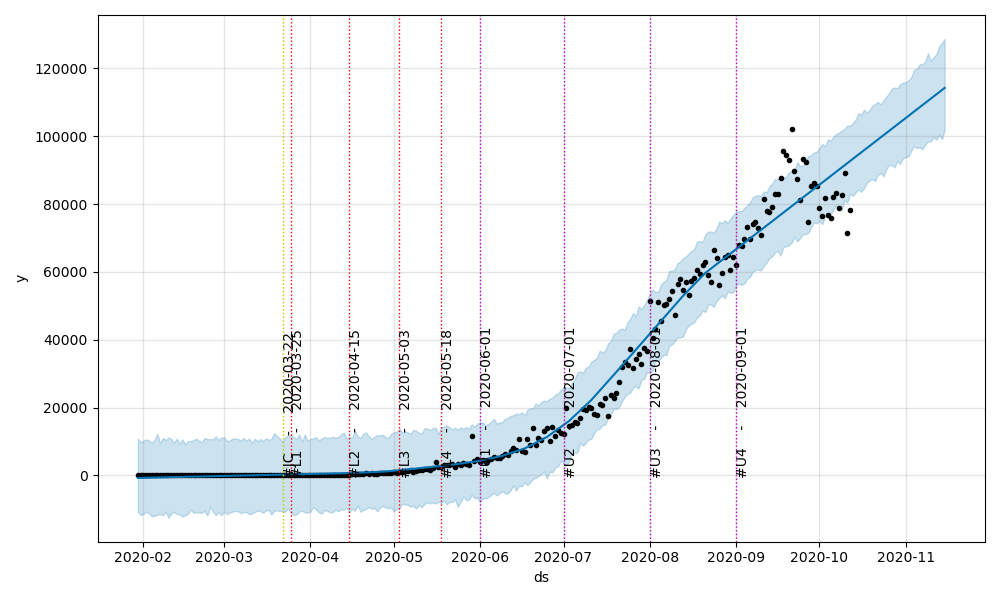 120000
100000
80000
60000
40000
20000
0
y
#JC - 2020-03-22
#L1 - 2020-03-25
#L2 - 2020-04-15
#L3 - 2020-05-03
#L4 - 2020-05-18
#U1 - 2020-06-01
#U2 - 2020-07-01
#U3 - 2020-08-01
#U4 - 2020-09-01
2020-02 2020-03 2020-04 2020-05 2020-06 2020-07 2020-08 2020-09 2020-10 2020-11
ds